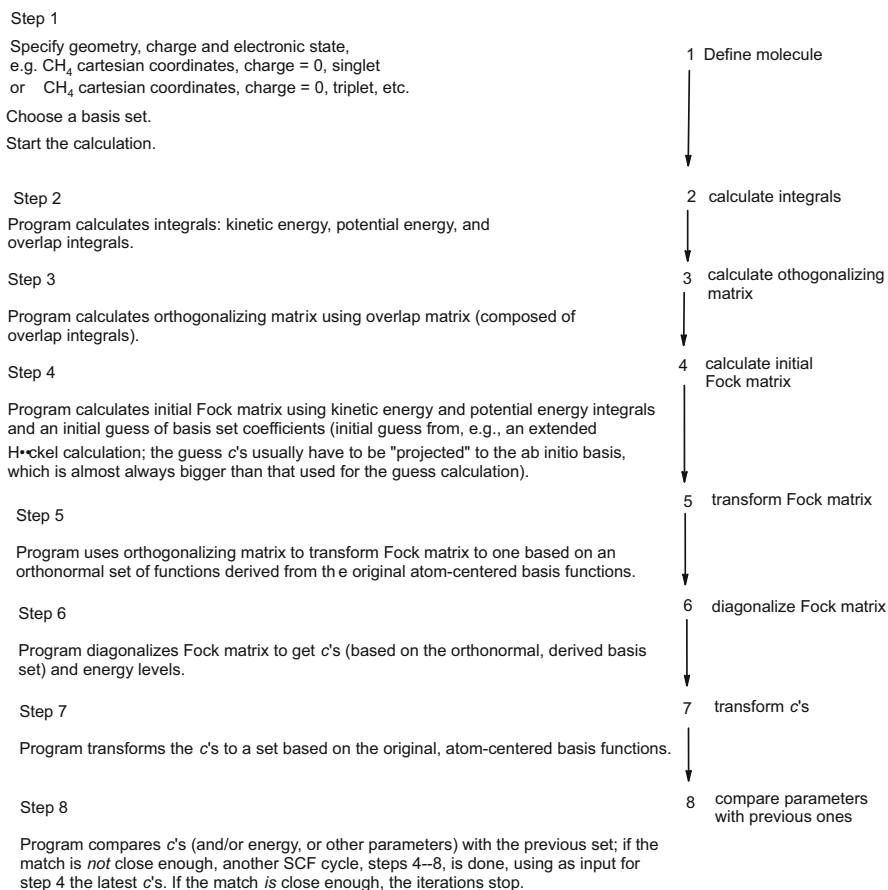 Step 1
Specify geometry, charge and electronic state,
e.g. CH4 cartesian coordinates, charge = 0, singlet
or CH4 cartesian coordinates, charge = 0, triplet, etc.
Choose a basis set.
Start the calculation.
1 Define molecule
Step 2
Program calculates integrals: kinetic energy, potential energy, and
overlap integrals.
2 calculate integrals
Step 3
Program calculates orthogonalizing matrix using overlap matrix (composed of
overlap integrals).
3 calculate othogonalizing
matrix
Step 4
Program calculates initial Fock matrix using kinetic energy and potential energy integrals
and an initial guess of basis set coefficients (initial guess from, e.g., an extended
H••ckel calculation; the guess c's usually have to be "projected" to the ab initio basis,
which is almost always bigger than that used for the guess calculation).
4 calculate initial
Fock matrix
Step 5
Program uses orthogonalizing matrix to transform Fock matrix to one based on an
orthonormal set of functions derived from th e original atom-centered basis functions.
5 transform Fock matrix
Step 6
Program diagonalizes Fock matrix to get c's (based on the orthonormal, derived basis
set) and energy levels.
6 diagonalize Fock matrix
Step 7
Program transforms the c's to a set based on the original, atom-centered basis functions.
7 transform c's
Step 8
Program compares c's (and/or energy, or other parameters) with the previous set; if the
match is not close enough, another SCF cycle, steps 4--8, is done, using as input for
step 4 the latest c's. If the match is close enough, the iterations stop.
8 compare parameters
with previous ones